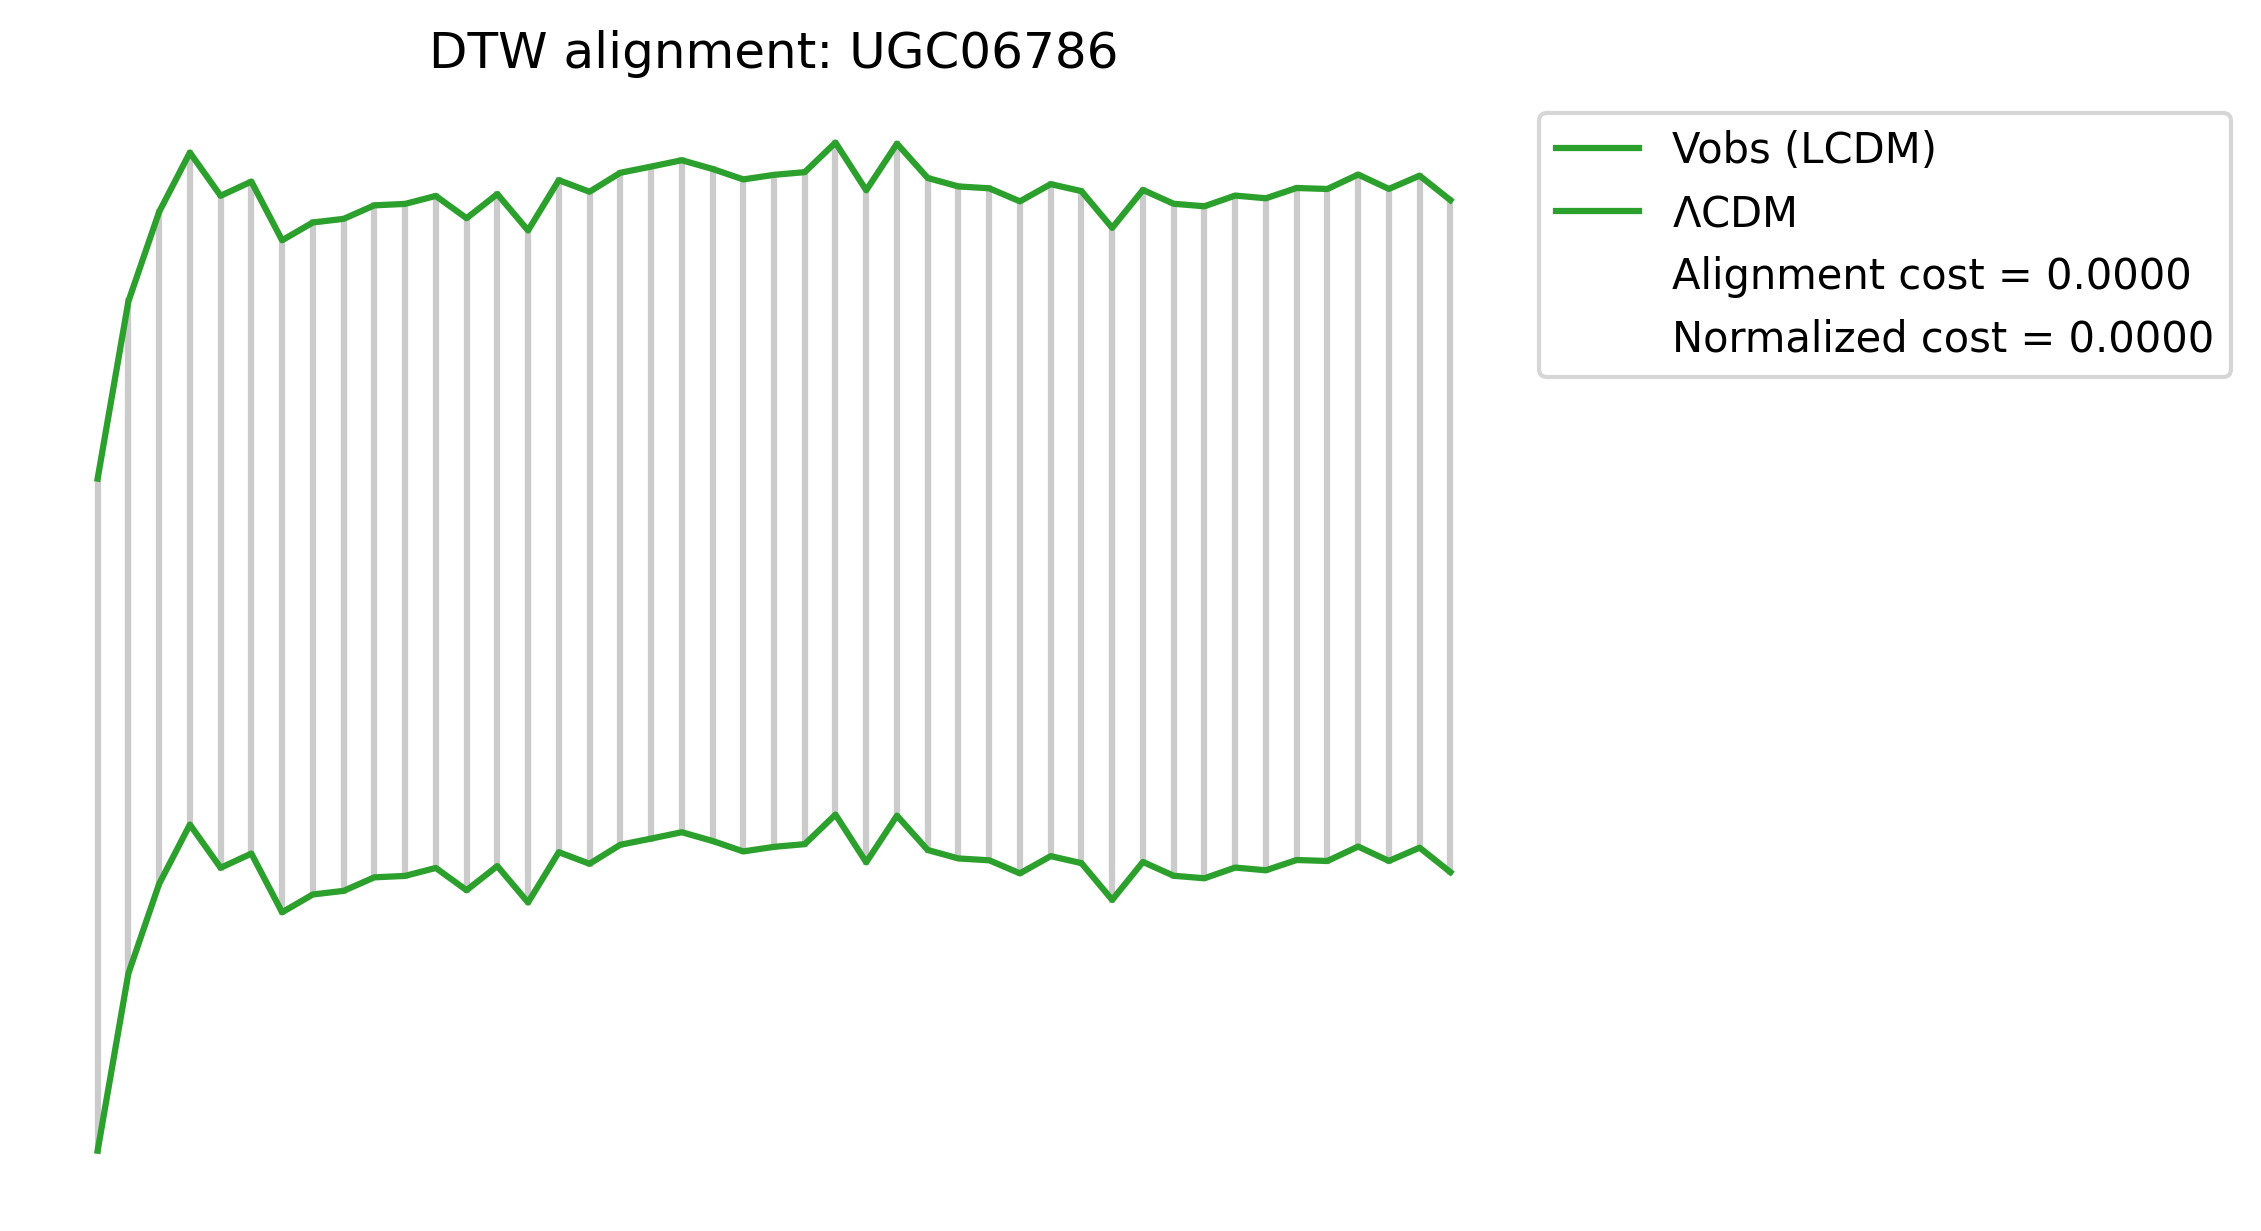 DTW alignment: UGC06786
Vobs (LCDM)
ΛCDM
Alignment cost = 0.0000
Normalized cost = 0.0000